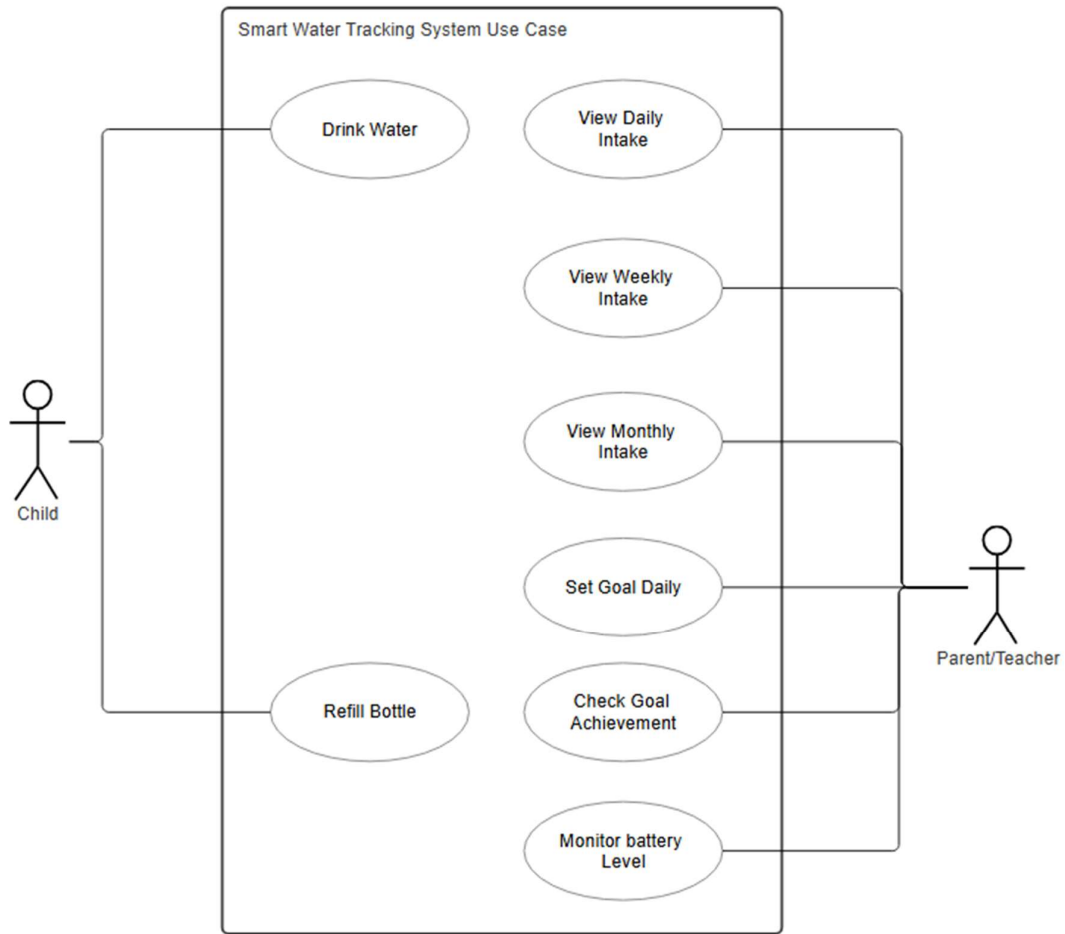 Smart Water Tracking System Use Case
Drink Water
View Daily
Intake
View Weekly
Intake
View Monthly
Intake
Child
Set Goal Daily
Parent/Teacher
Refill Bottle
Check Goal
Achievement
Monitor battery
Level